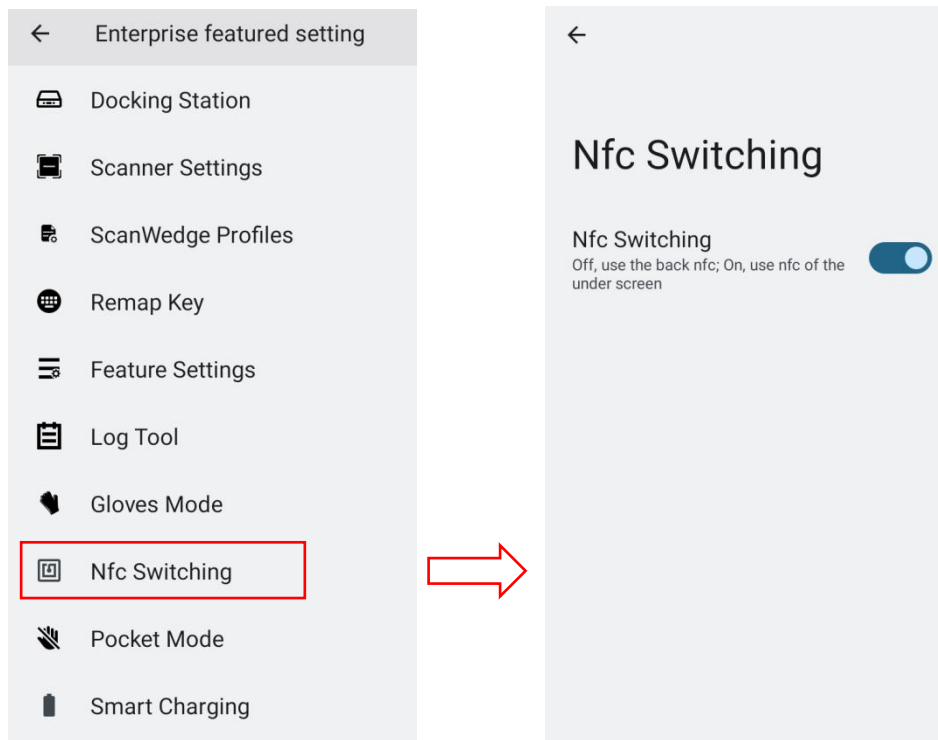 Enterprise featured setting
Docking Station
Scanner Settings
ScanWedge Profiles
Remap Key
Feature Settings
Log Tool
Gloves Mode
Nfc Switching
Pocket Mode
Smart Charging
Nfc Switching
Nfc Switching
Off, use the back nfc; On, use nfc of the
under screen